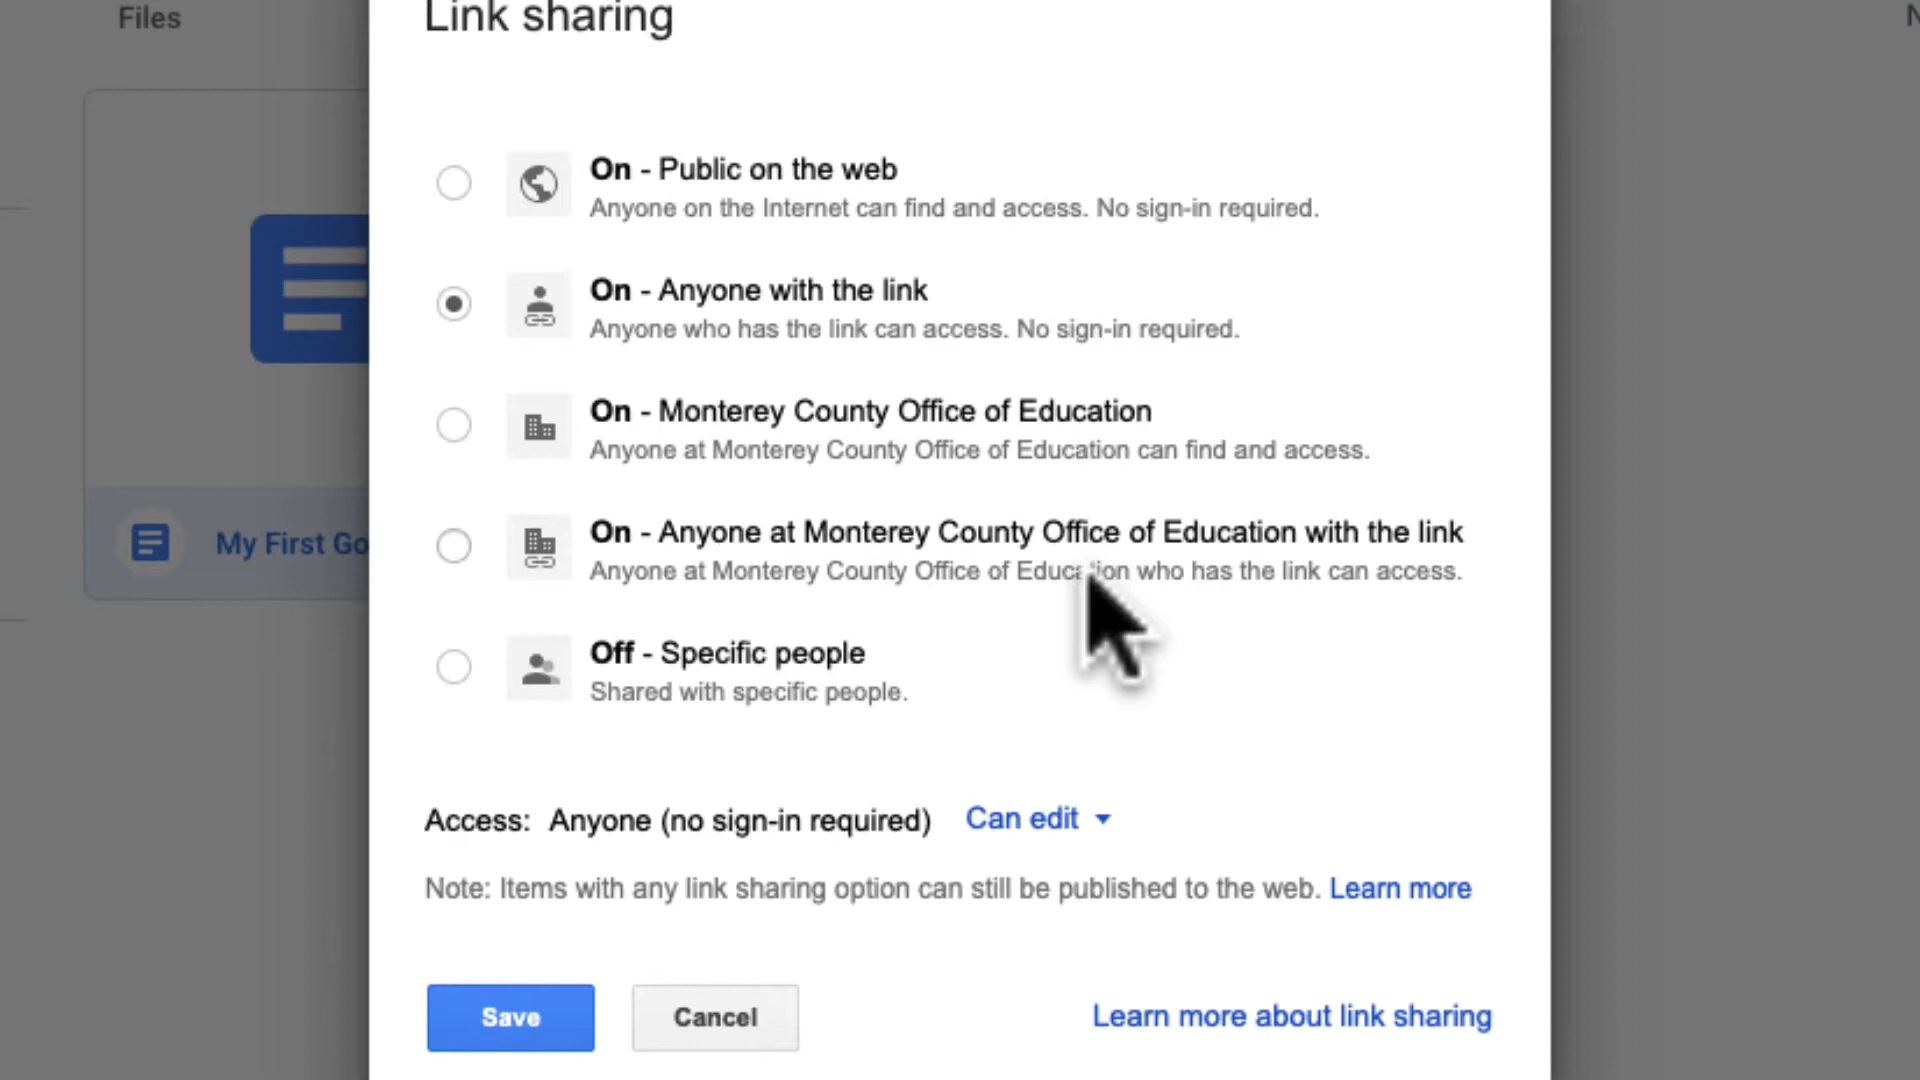 Files
Link sharing
On - Public on the web
Anyone on the Internet can find and access. No sign-in required.
On - Anyone with the link
Anyone who has the link can access. No sign-in required.
On - Monterey County Office of Education
Anyone at Monterey County Office of Education can find and access.
On - Anyone at Monterey County Office of Education with the link
Anyone at Monterey County Office of Education who has the link can access.
My First Go
Off - Specific people
Shared with specific people.
Access: Anyone (no sign-in required) Can edit
Note: Items with any link sharing option can still be published to the web. Learn more
Save Cancel Learn more about link sharing